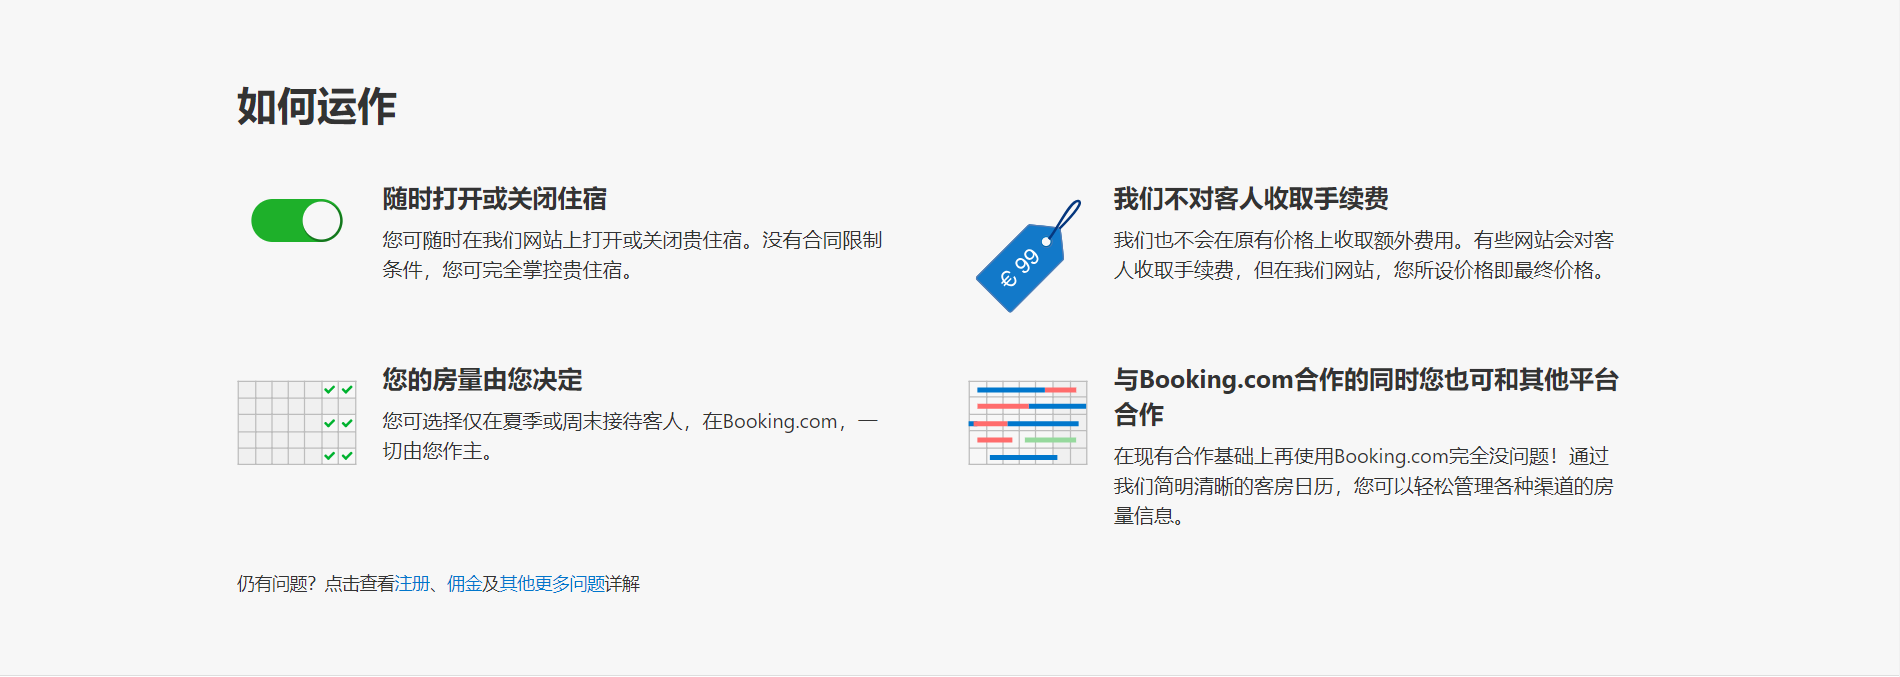 如何运作
随时打开或关闭住宿
您可随时在我们网站上打开或关闭贵住宿。没有合同限制
条件，您可完全掌控贵住宿。
€ 99
我们不对客人收取手续费
我们也不会在原有价格上收取额外费用。有些网站会对客
人收取手续费，但在我们网站，您所设价格即最终价格。
您的房量由您决定
您可选择仅在夏季或周末接待客人，在Booking.com，一
切由您作主。
与Booking.com合作的同时您也可和其他平台
合作
在现有合作基础上再使用Booking.com完全没问题！通过
我们简明清晰的客房日历，您可以轻松管理各种渠道的房
量信息。
仍有问题？点击查看注册、佣金及其他更多问题详解